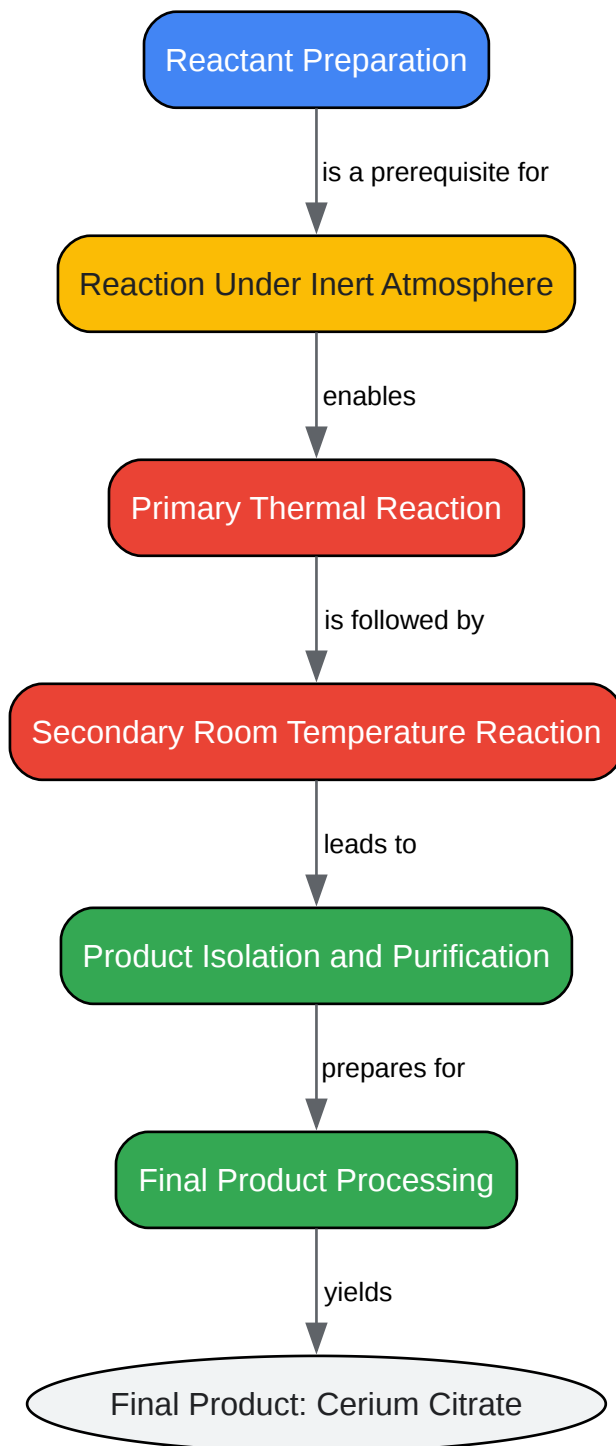 Reactant Preparation
is a prerequisite for
Reaction Under Inert Atmosphere
enables
Primary Thermal Reaction
is followed by
Secondary Room Temperature Reaction
leads to
Product Isolation and Purification
prepares for
Final Product Processing
yields
Final Product: Cerium Citrate